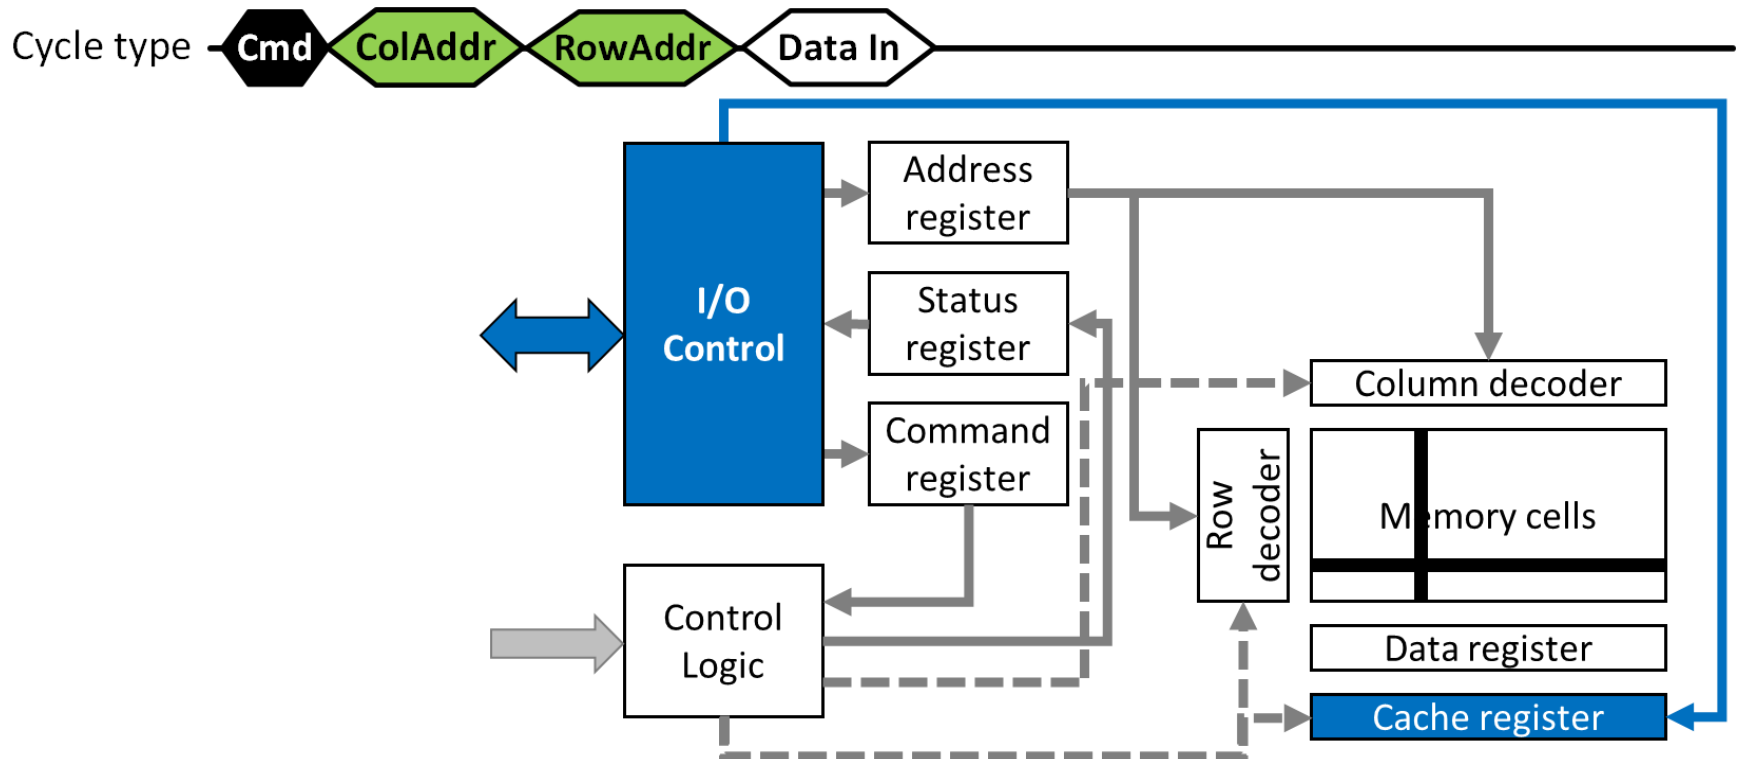 Cycle type Cmd ColAddr RowAddr Data In
Address
register
I/O
Control
Status
register
Column decoder
Command
register
Row
decoder
Memory cells
Control
Logic
Data register
Cache register